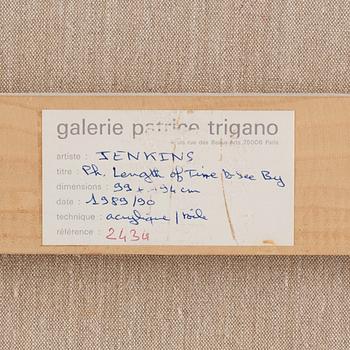 galerie patrice trigano
rue des Beaux-Arts 75006 Paris
artiste : JENKINS
titre : Ph. Length of Time to See By
dimensions : 99 × 94 cm
date : 1989/90
technique : acrylique / toile
référence : 2434